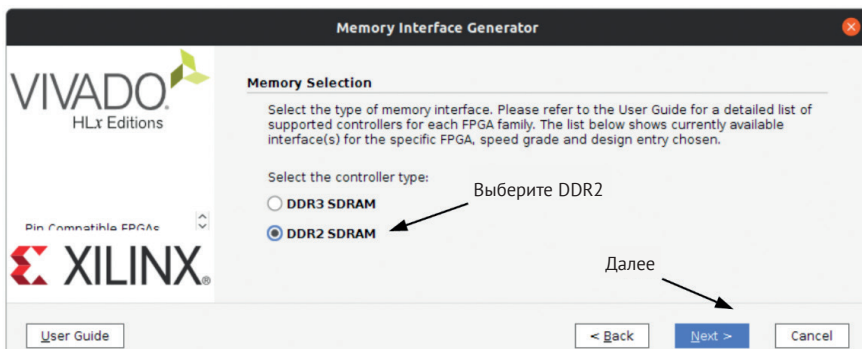 Memory Interface Generator
VIVADO.
HLx Editions
Pin Compatible FPGAs
XILINX®
Memory Selection
Select the type of memory interface. Please refer to the User Guide for a detailed list of
supported controllers for each FPGA family. The list below shows currently available
interface(s) for the specific FPGA, speed grade and design entry chosen.
Select the controller type:
Выберите DDR2
DDR3 SDRAM
DDR2 SDRAM
Далее
User Guide
< Back
Next >
Cancel